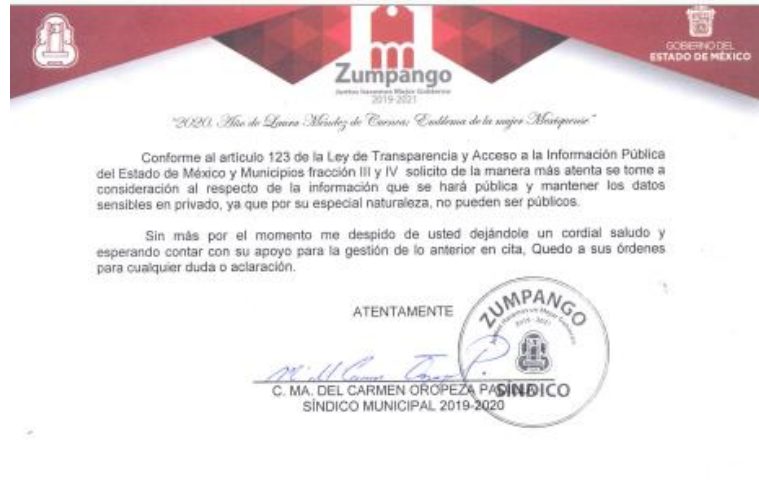 GOBIERNO DEL
ESTADO DE MÉXICO
Zumpango
Juntos Hacemos Mejor Gobierno
2019-2021
"2020. Año de Laura Méndez de Cuenca; Emblema de la mujer Mexiquense"
Conforme al artículo 123 de la Ley de Transparencia y Acceso a la Información Pública
del Estado de México y Municipios fracción III y IV solicito de la manera más atenta se tome a
consideración al respecto de la información que se hará pública y mantener los datos
sensibles en privado, ya que por su especial naturaleza, no pueden ser públicos.
Sin más por el momento me despido de usted dejándole un cordial saludo y
esperando contar con su apoyo para la gestión de lo anterior en cita, Quedo a sus órdenes
para cualquier duda o aclaración.
ATENTAMENTE
ZUMPANGO
2019 - 2021
C. MA. DEL CARMEN OROPEZA
SÍNDICO
SÍNDICO MUNICIPAL 2019-2020